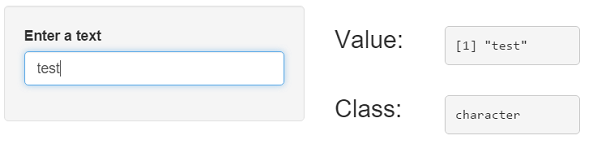 Enter a text
test
Value:
[1] "test"
Class:
character